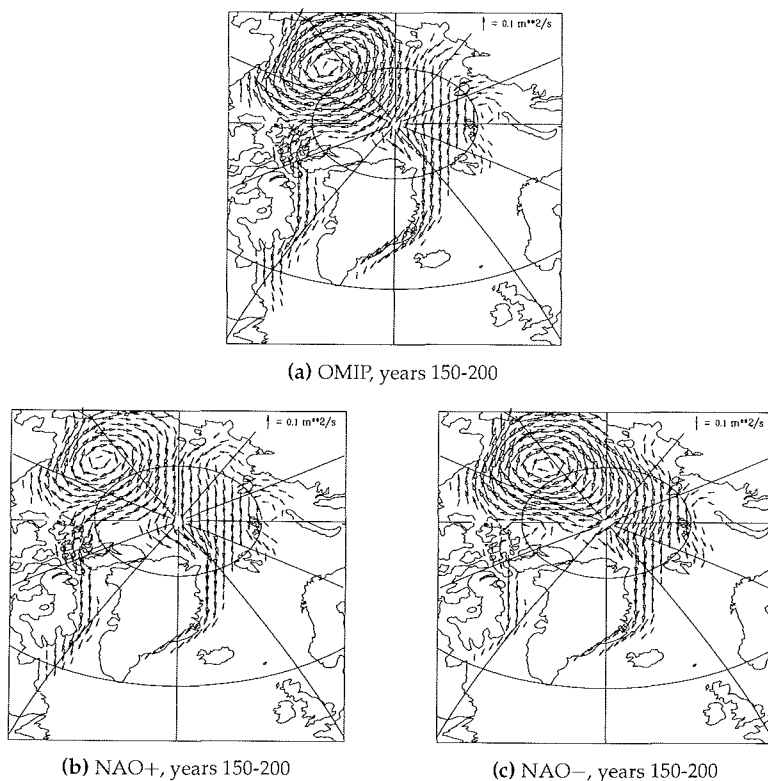 = 0.1 m**2/s
(a) OMIP, years 150-200
= 0.1 m**2/s
= 0.1 m**2/s
(b) NAO+, years 150-200
(c) NAO−, years 150-200